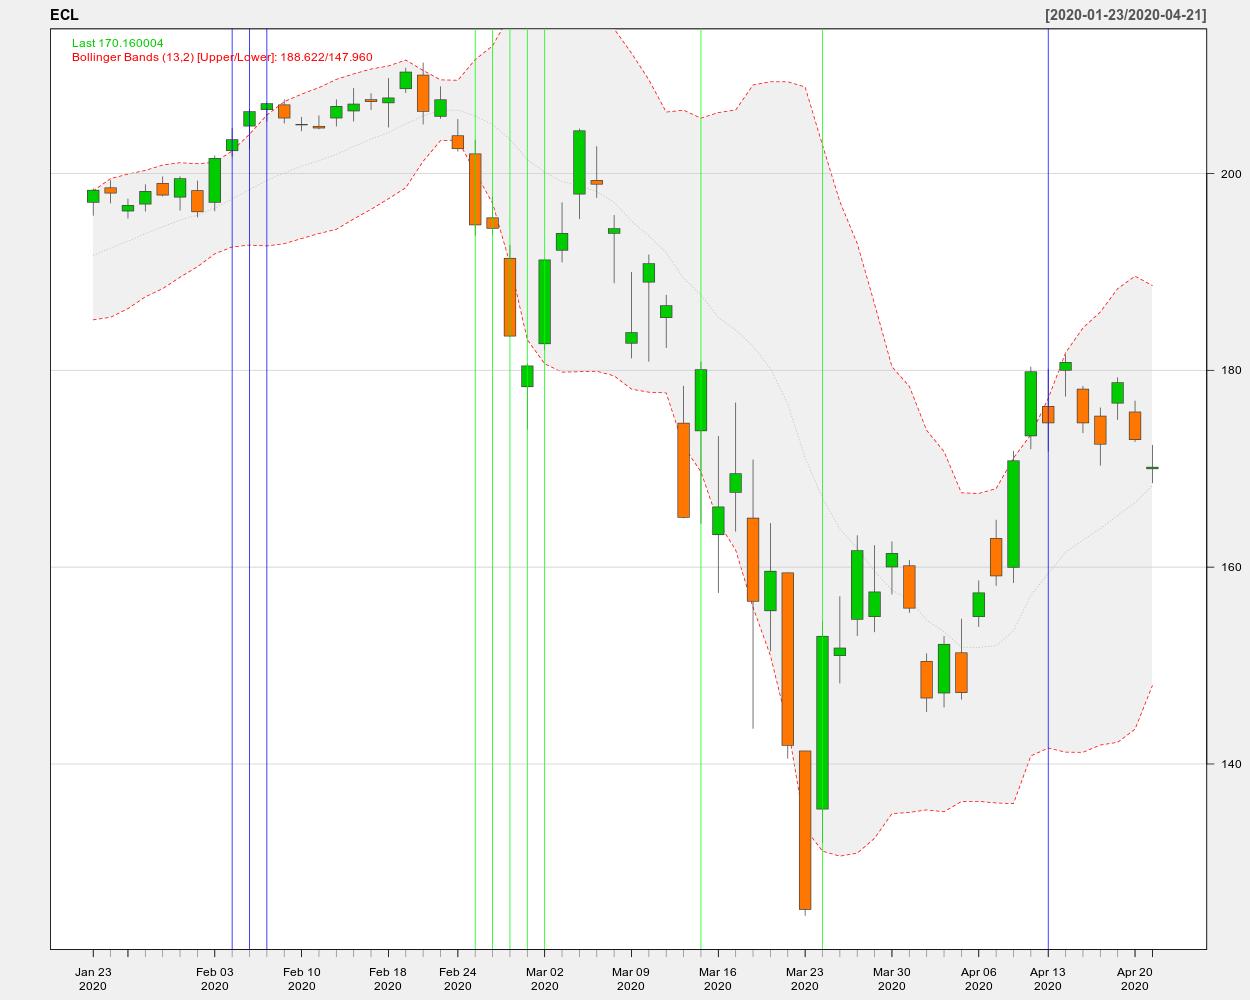 ECL [2020-01-23/2020-04-21]
Last 170.160004
Bollinger Bands (13,2) [Upper/Lower]: 188.622/147.960
200
180
160
140
Jan 23 Feb 03 Feb 10 Feb 18 Feb 24 Mar 02 Mar 09 Mar 16 Mar 23 Mar 30 Apr 06 Apr 13 Apr 20
2020 2020 2020 2020 2020 2020 2020 2020 2020 2020 2020 2020 2020